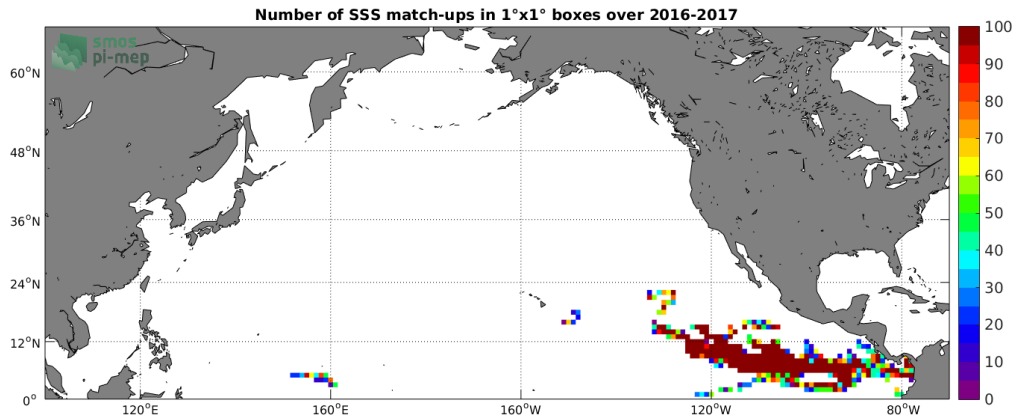 Number of SSS match-ups in 1°x1° boxes over 2016-2017
smos
pi-mep
60°N
48°N
36°N
24°N
12°N
0°
120°E
160°E
160°W
120°W
80°W
100
90
80
70
60
50
40
30
20
10
0